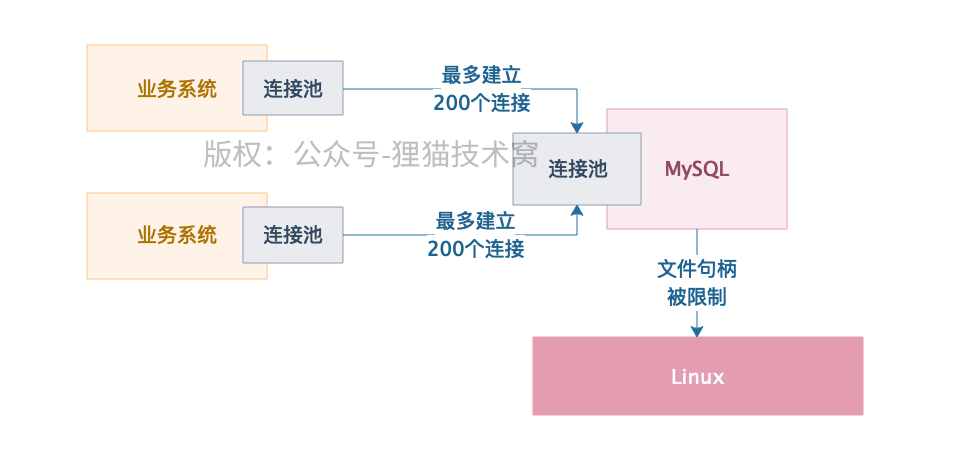 业务系统
连接池
最多建立
200个连接
版权：公众号-狸猫技术窝
连接池
MySQL
业务系统
连接池
最多建立
200个连接
文件句柄
被限制
Linux